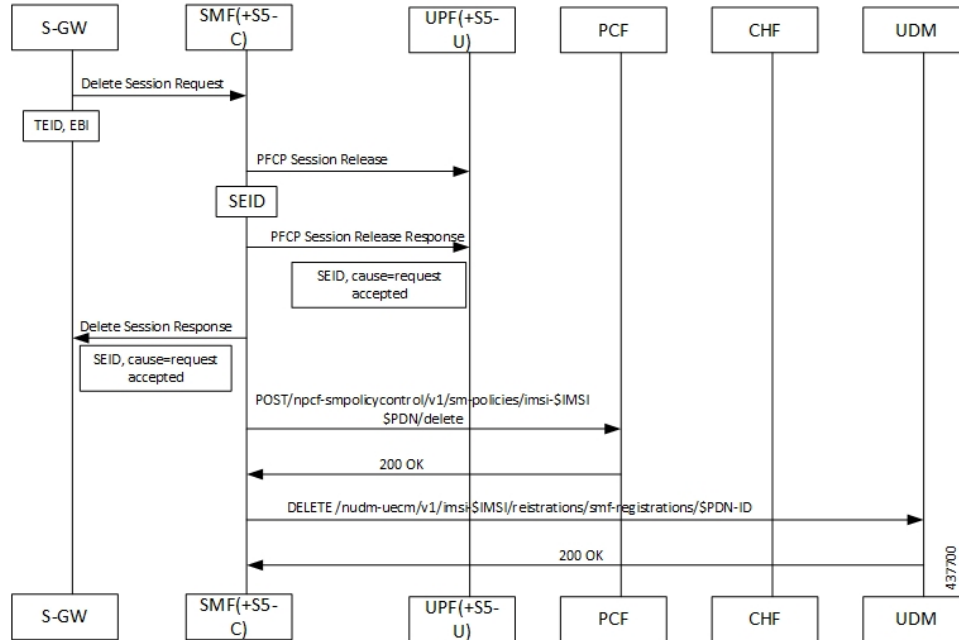 S-GW
SMF(+S5-
C)
UPF(+S5-
U)
PCF
CHF
UDM
Delete Session Request
TEID, EBI
PFCP Session Release
SEID
PFCP Session Release Response
SEID, cause=request
accepted
Delete Session Response
SEID, cause=request
accepted
POST/npcf-smpolicycontrol/v1/sm-policies/imsi-$IMSI
$PDN/delete
200 OK
DELETE /nudm-uecm/v1/imsi-$IMSI/reistrations/smf-registrations/$PDN-ID
200 OK
437700
S-GW
SMF(+S5-
C)
UPF(+S5-
U)
PCF
CHF
UDM